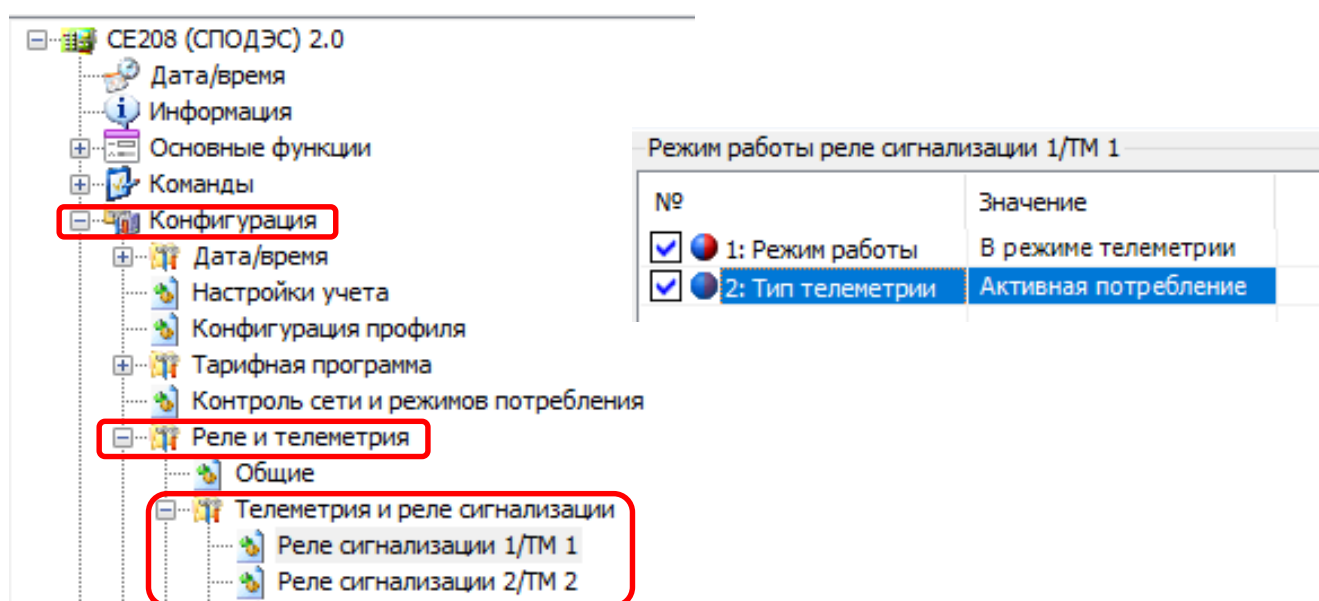 CE208 (СПОДЭС) 2.0
Дата/время
Информация
Основные функции
Команды
Конфигурация
Дата/время
Настройки учета
Конфигурация профиля
Тарифная программа
Контроль сети и режимов потребления
Реле и телеметрия
Общие
Телеметрия и реле сигнализации
Реле сигнализации 1/ТМ 1
Реле сигнализации 2/ТМ 2
Режим работы реле сигнализации 1/ТМ 1
№ Значение
1: Режим работы В режиме телеметрии
2: Тип телеметрии Активная потребление